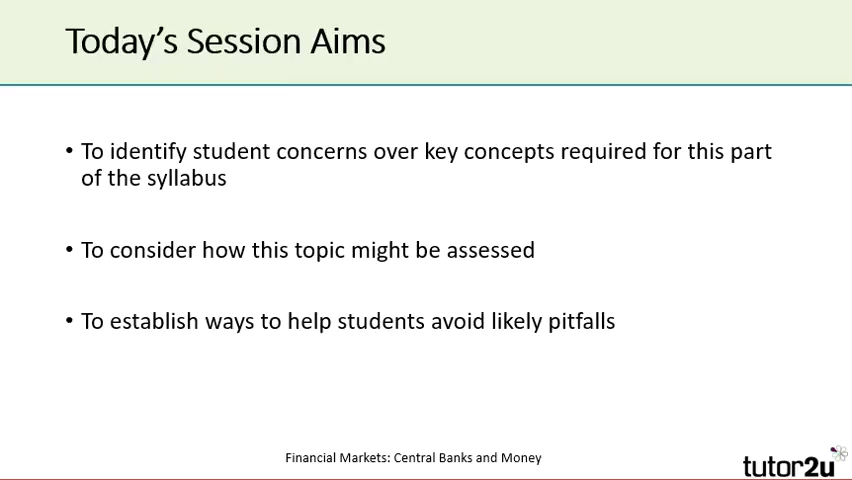 Today's Session Aims
• To identify student concerns over key concepts required for this part
of the syllabus
• To consider how this topic might be assessed
• To establish ways to help students avoid likely pitfalls
Financial Markets: Central Banks and Money
tutor2u